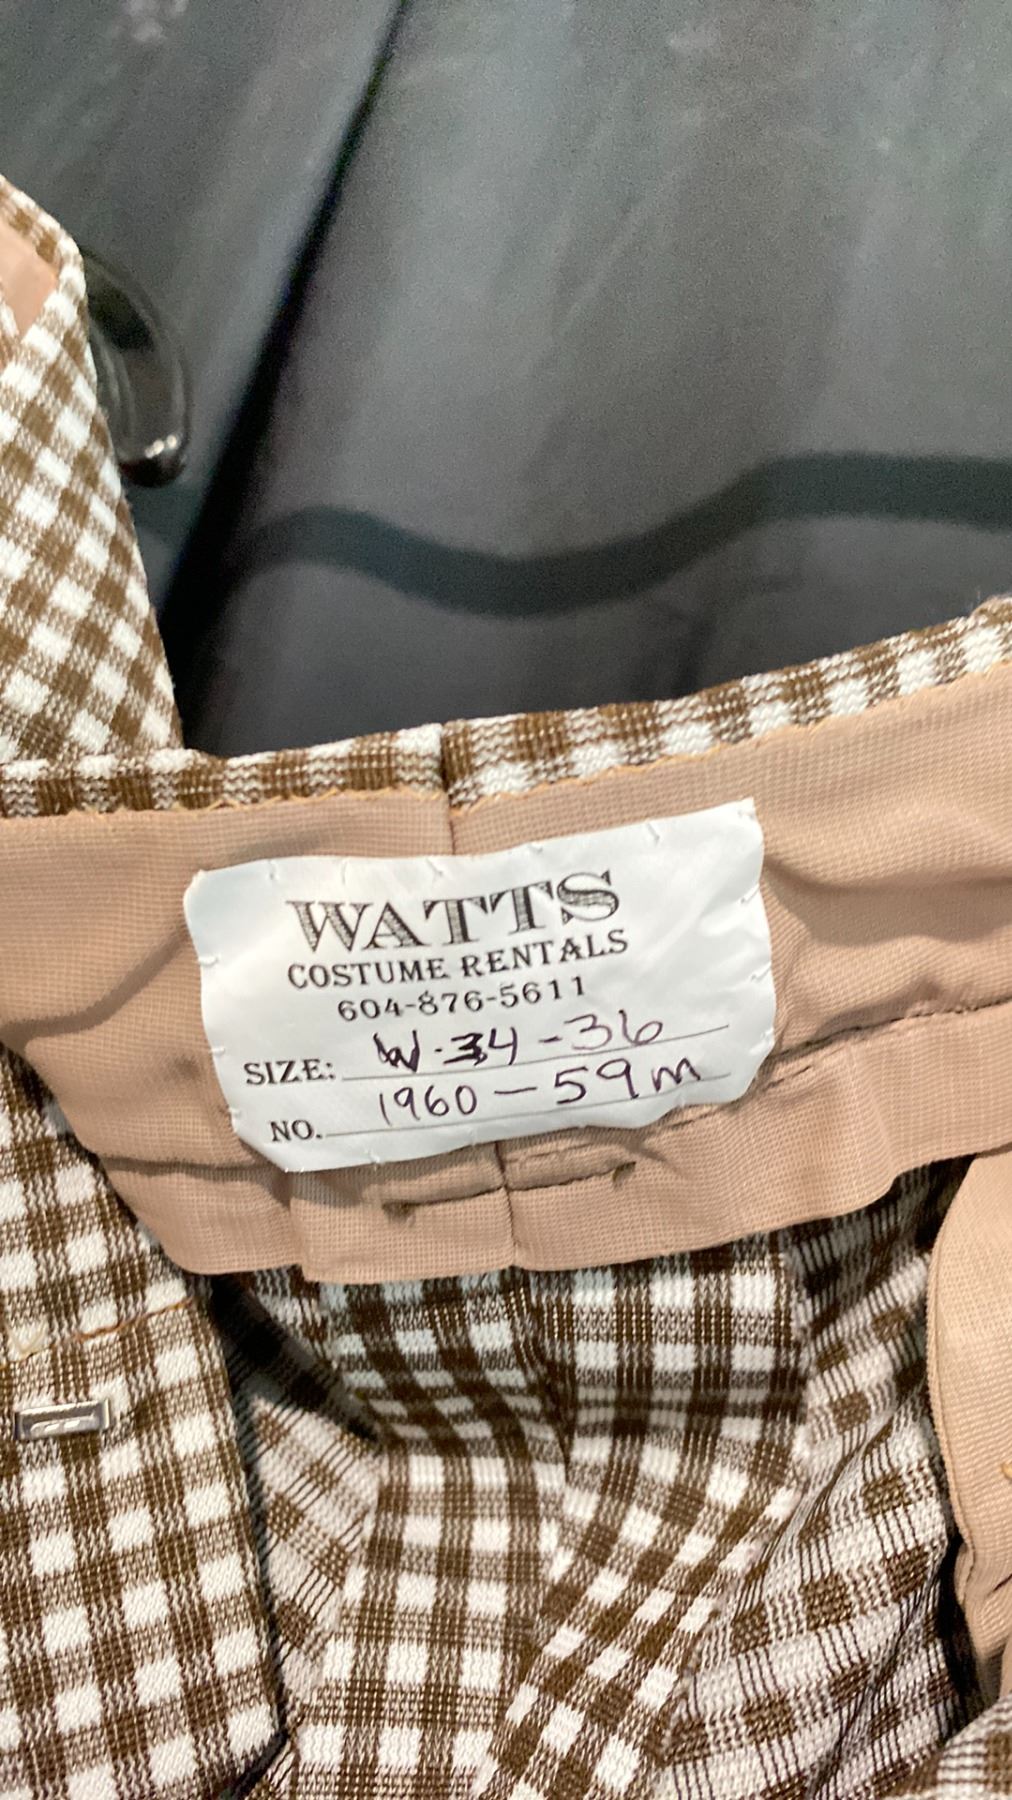 WATTS
COSTUME RENTALS
604-876-5611
SIZE: W.34-36
NO. 1960-59m